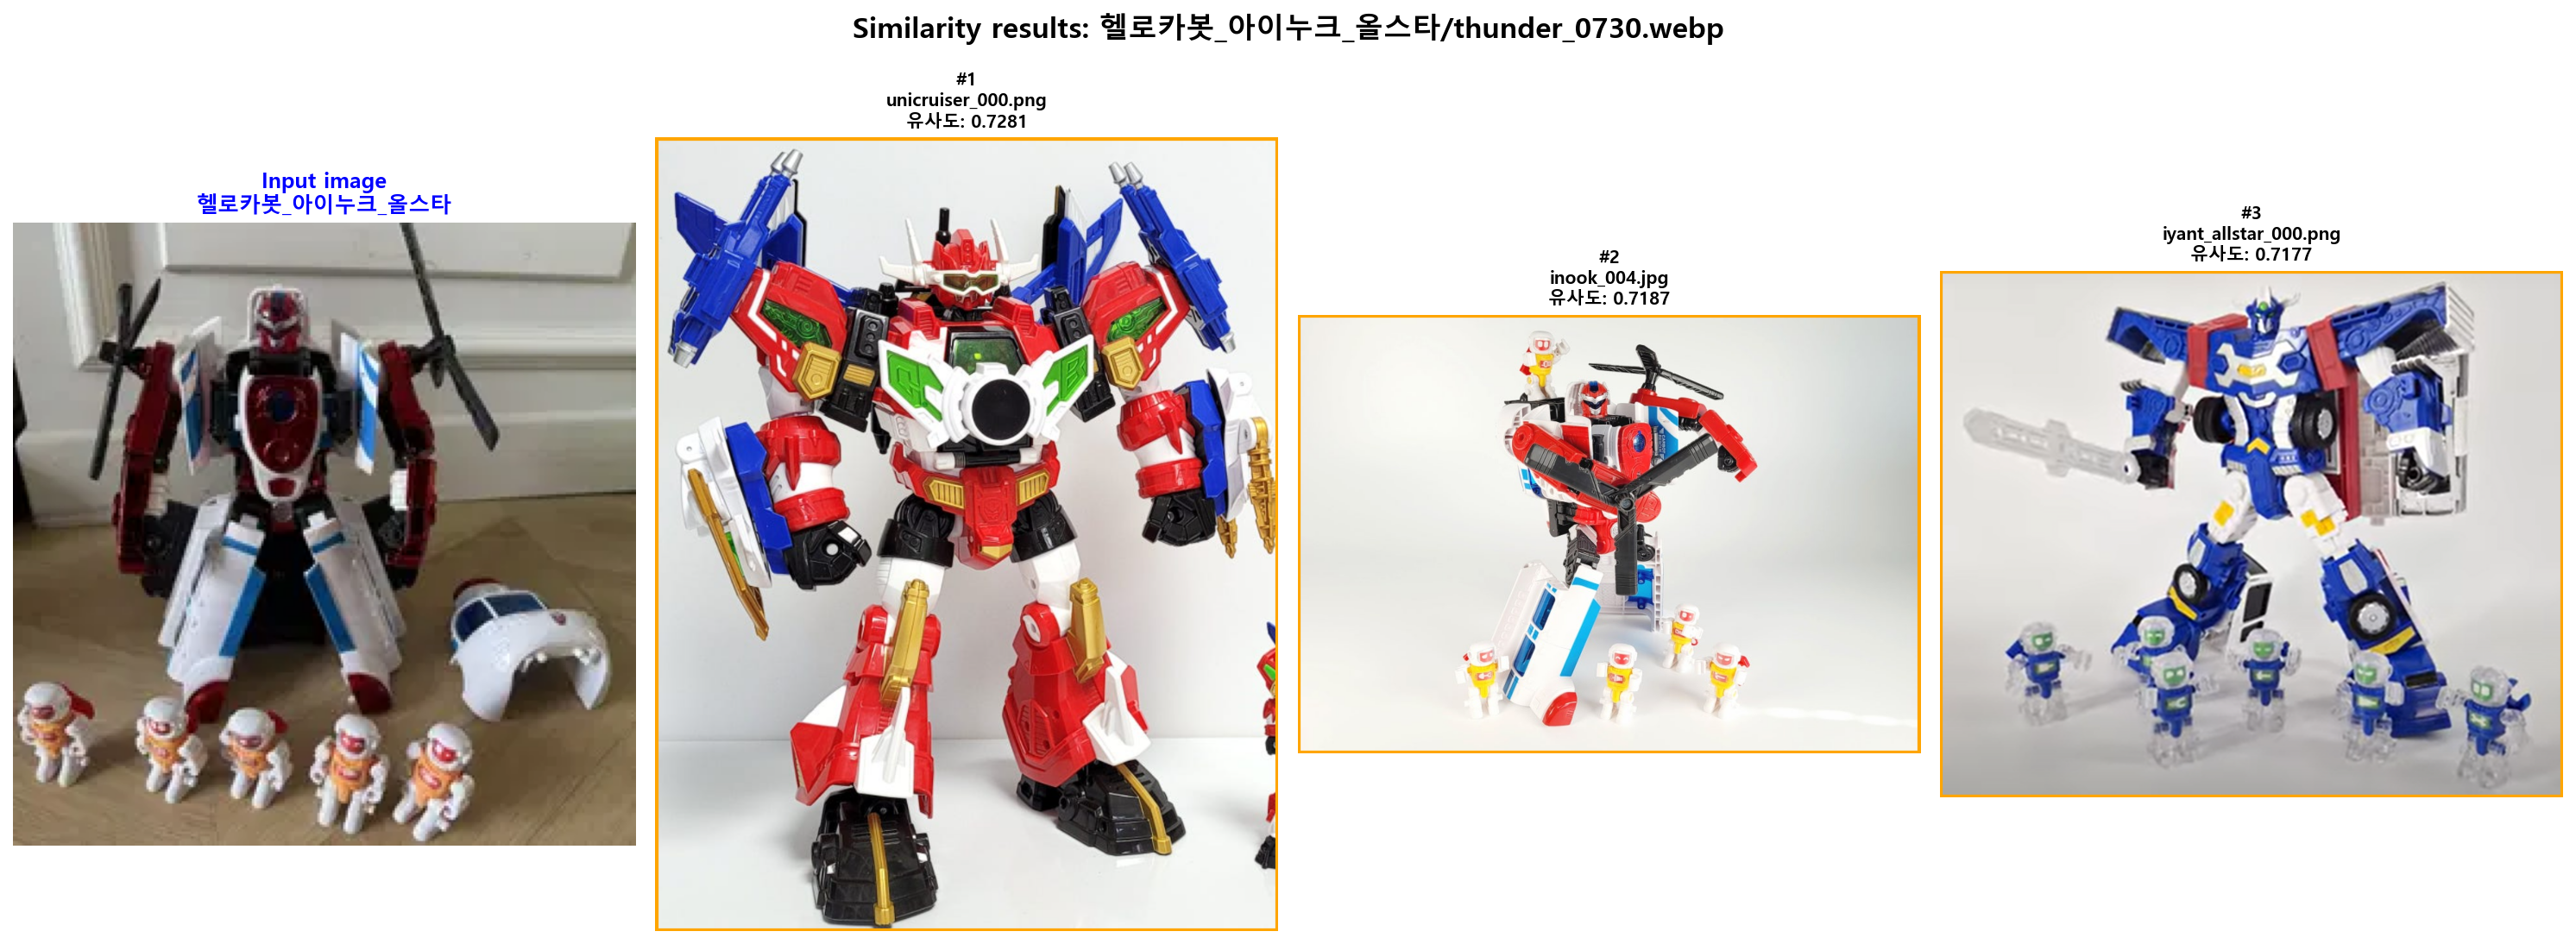 Similarity results: 헬로카봇_아이누크_올스타/thunder_0730.webp
Input image
헬로카봇_아이누크_올스타
#1
unicruiser_000.png
유사도: 0.7281
#2
inook_004.jpg
유사도: 0.7187
#3
iyant_allstar_000.png
유사도: 0.7177